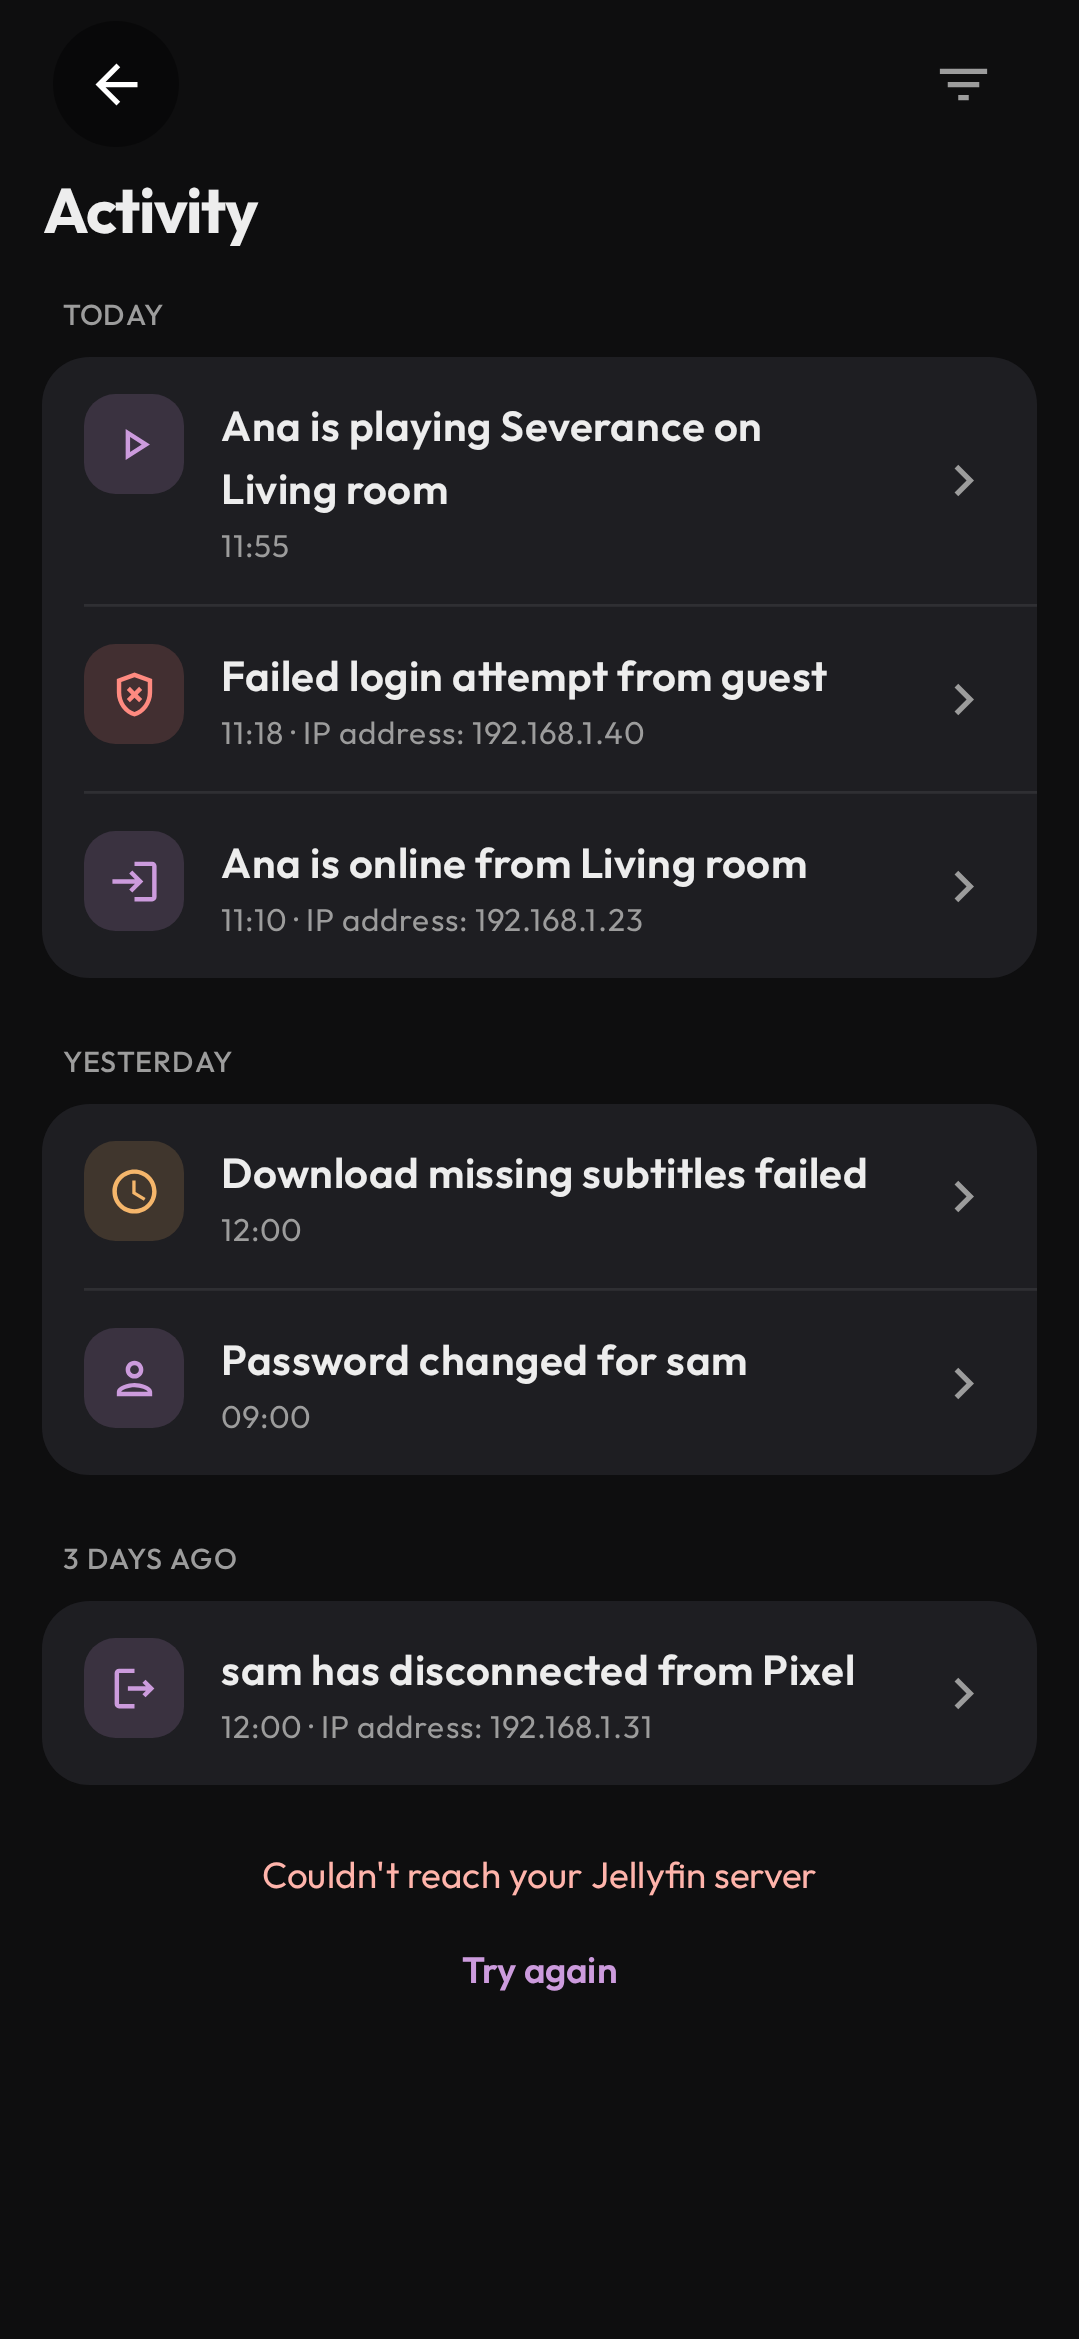 Activity
TODAY
Ana is playing Severance on
Living room
11:55
Failed login attempt from guest
11:18 · IP address: 192.168.1.40
Ana is online from Living room
11:10 · IP address: 192.168.1.23
YESTERDAY
Download missing subtitles failed
12:00
Password changed for sam
09:00
3 DAYS AGO
sam has disconnected from Pixel
12:00 · IP address: 192.168.1.31
Couldn't reach your Jellyfin server
Try again